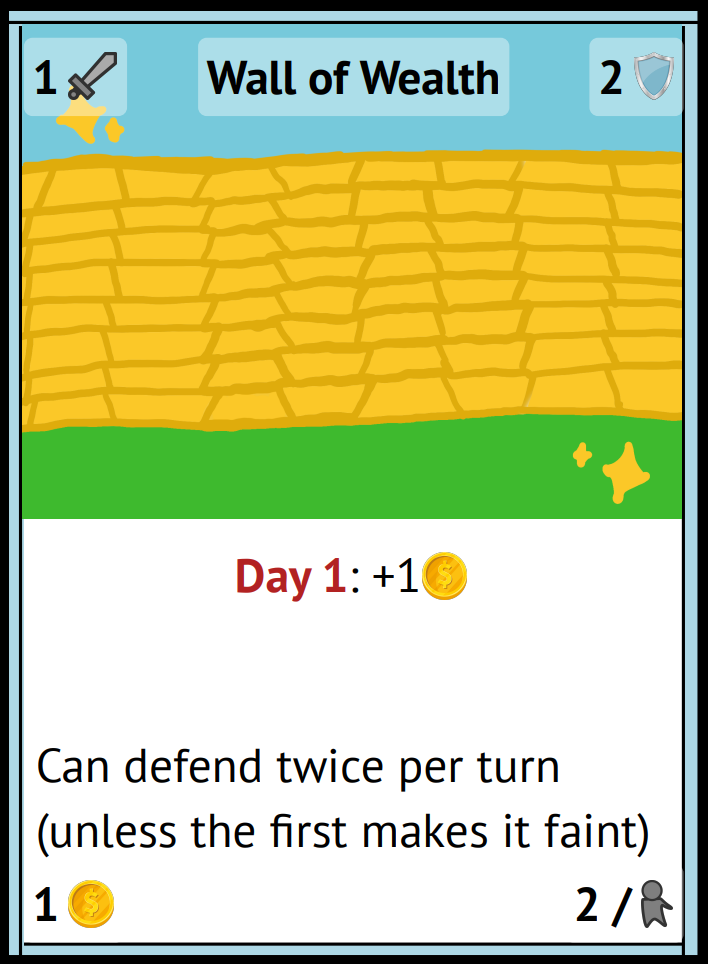 1 Wall of Wealth 2
Day 1: +1
Can defend twice per turn
(unless the first makes it faint)
1 2 /